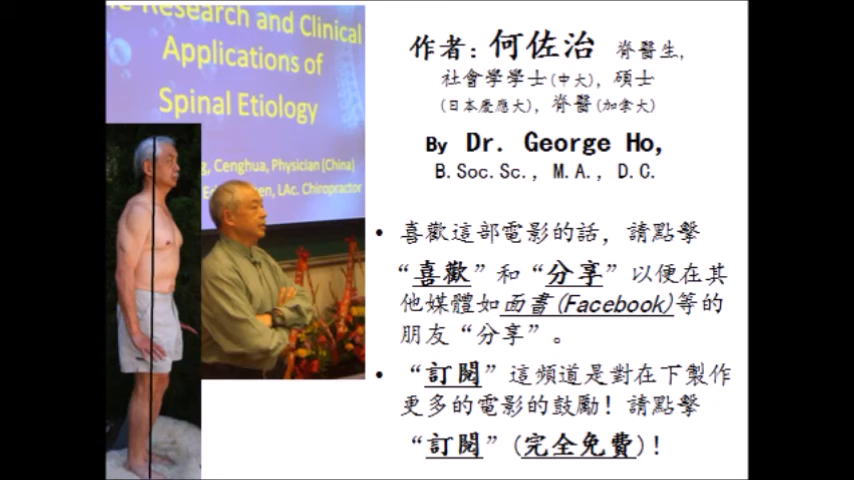 Research and Clinical
Applications of
Spinal Etiology
Cenghua, Physician (China)
LAc. Chiropractor
作者：何佐治 脊醫生，
社會學學士(中大)，碩士
(日本慶應大)，脊醫(加拿大)
By Dr. George Ho,
B.Soc.Sc., M.A., D.C.
• 喜歡這部電影的話，請點擊
“喜歡”和“分享”以便在其
他媒體如面書(Facebook)等的
朋友“分享”。
• “訂閱”這頻道是對在下製作
更多的電影的鼓勵！請點擊
“訂閱”(完全免費)！